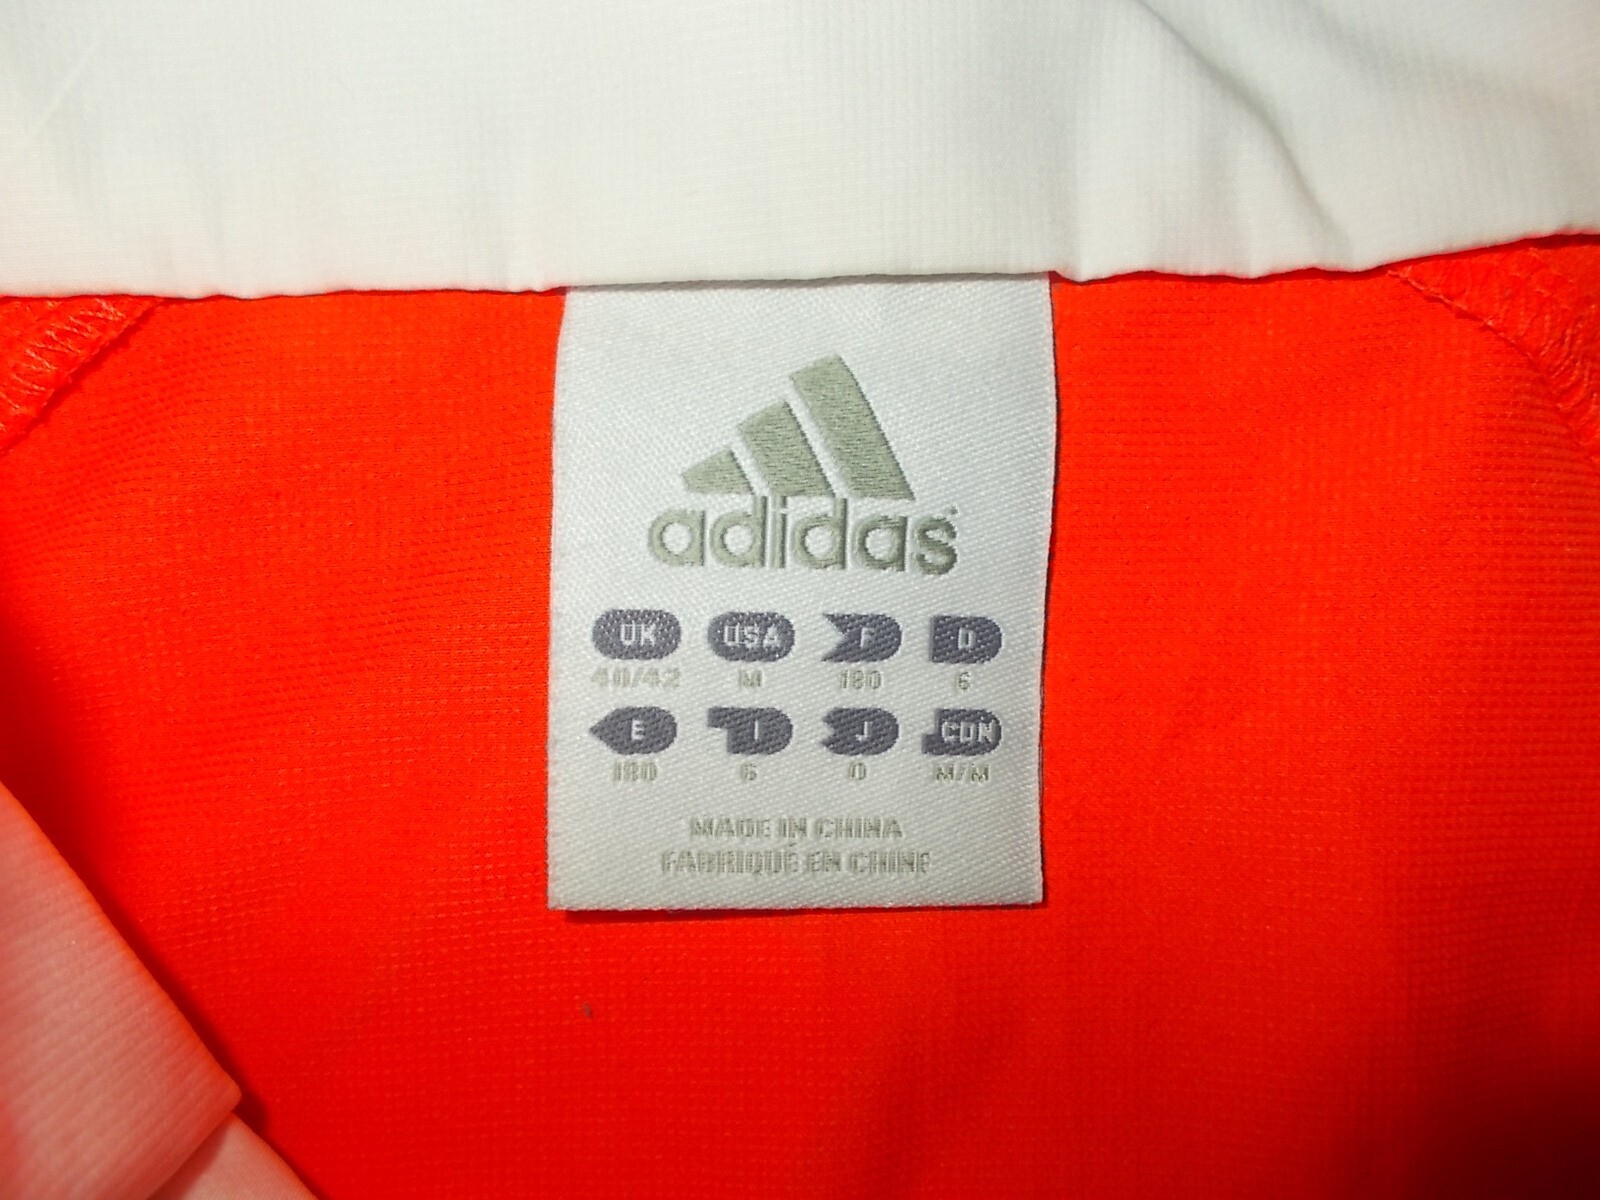 adidas
UK USA F D
40/42 M 180 6
E I J CDN
180 6 O M/M
MADE IN CHINA
FABRIQUÉ EN CHINE